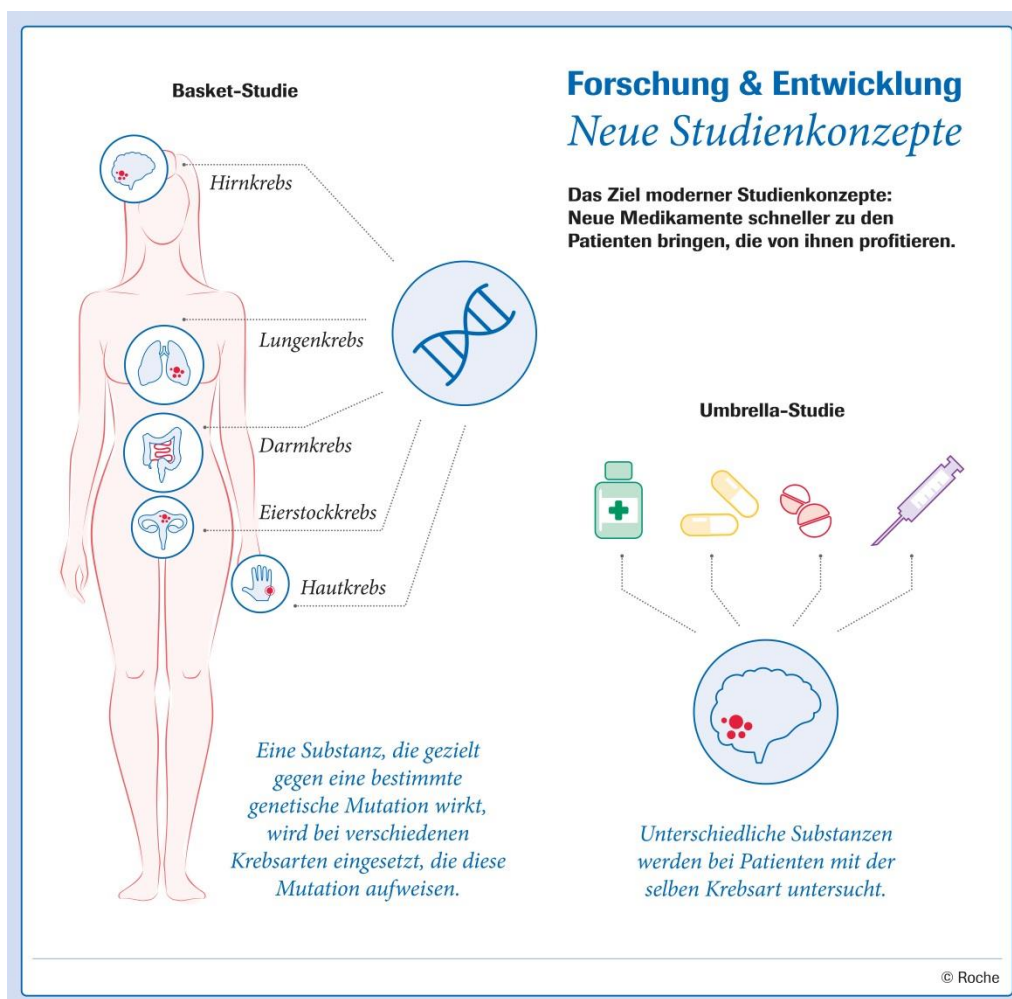 Forschung & Entwicklung
Neue Studienkonzepte
Das Ziel moderner Studienkonzepte:
Neue Medikamente schneller zu den
Patienten bringen, die von ihnen profitieren.
Basket-Studie
Hirnkrebs
Lungenkrebs
Darmkrebs
Eierstockkrebs
Hautkrebs
Eine Substanz, die gezielt
gegen eine bestimmte
genetische Mutation wirkt,
wird bei verschiedenen
Krebsarten eingesetzt, die diese
Mutation aufweisen.
Umbrella-Studie
Unterschiedliche Substanzen
werden bei Patienten mit der
selben Krebsart untersucht.
© Roche